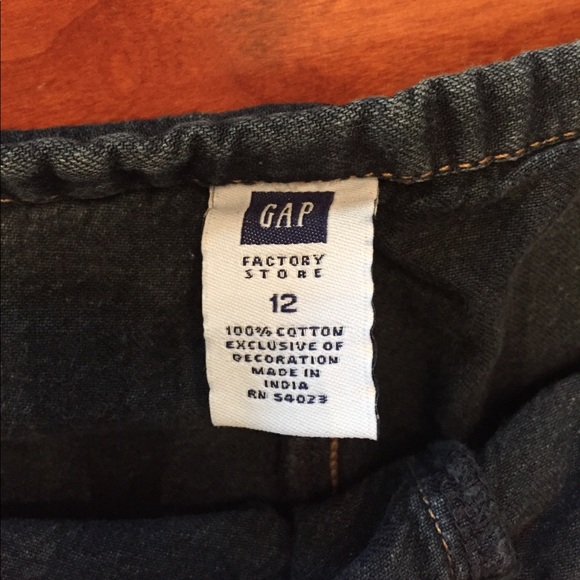 GAP
FACTORY
STORE
12
100% COTTON
EXCLUSIVE OF
DECORATION
MADE IN
INDIA
RN 54023